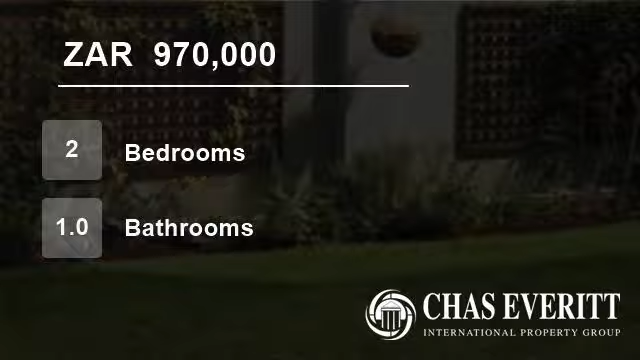 ZAR 970,000
2
Bedrooms
1.0
Bathrooms
CHAS EVERITT
INTERNATIONAL PROPERTY GROUP